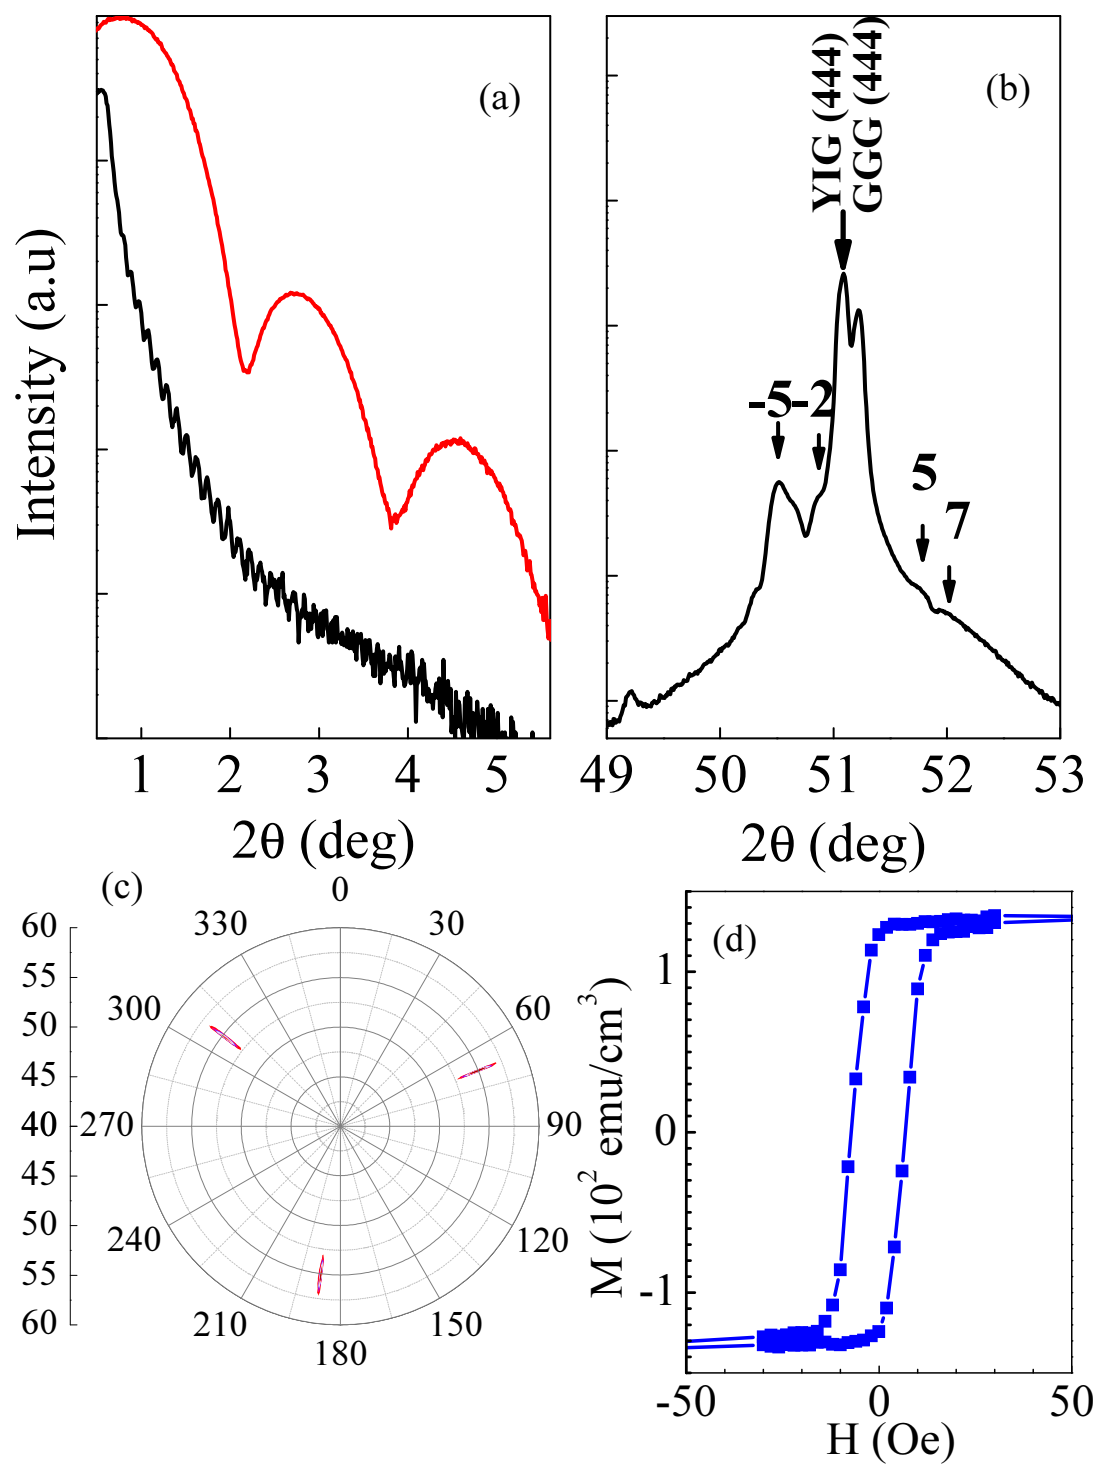 (a)
Intensity (a.u)
1 2 3 4 5
2θ (deg)
(b)
YIG (444)
GGG (444)
-5
-2
5
7
49 50 51 52 53
2θ (deg)
(c)
60
55
50
45
40
45
50
55
60
0
30
60
90
120
150
180
210
240
270
300
330
(d)
M (10² emu/cm³)
1
0
-1
-50 0 50
H (Oe)